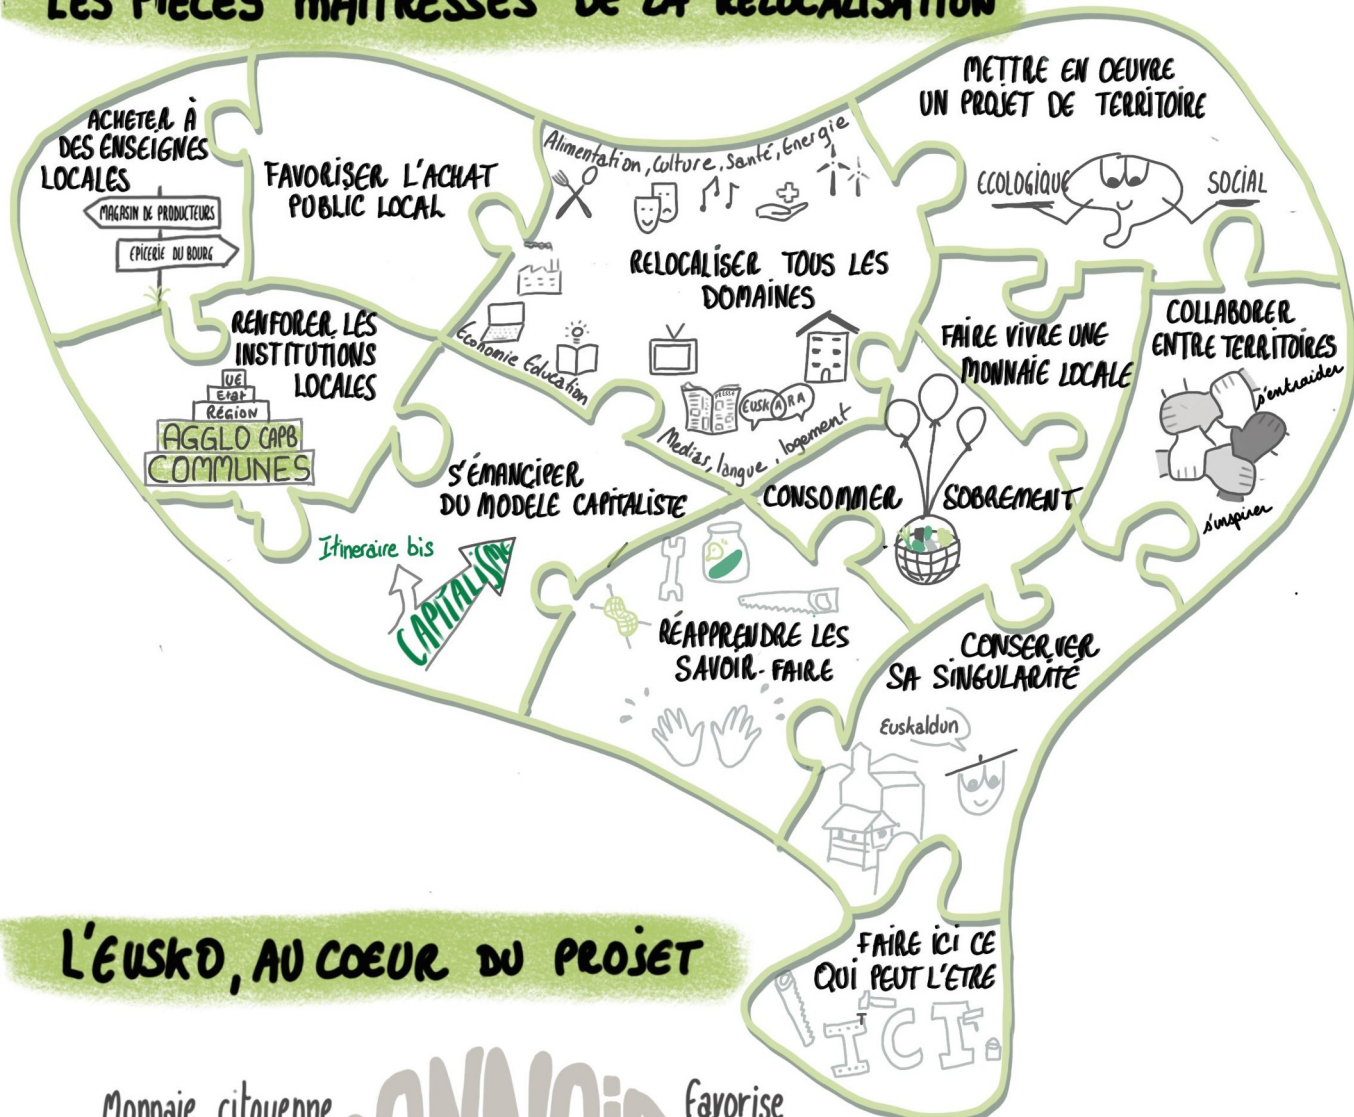 LES PIÈCES MAÎTRESSES DE LA RELOCALISATION
ACHETER À
DES ENSEIGNES
LOCALES
MAGASIN DE PRODUCTEURS
EPICERIE DU BOURG
FAVORISER L'ACHAT
PUBLIC LOCAL
Alimentation, Culture, Santé, Energie
RELOCALISER TOUS LES
DOMAINES
Economie Education
PRESSE
EUSKARA
Medias, langue, logement
METTRE EN OEUVRE
UN PROJET DE TERRITOIRE
ECOLOGIQUE
SOCIAL
RENFORER LES
INSTITUTIONS
LOCALES
UE
Etat
RÉGION
AGGLO CAPB
COMMUNES
FAIRE VIVRE UNE
MONNAIE LOCALE
COLLABORER
ENTRE TERRITOIRES
s'entraider
s'inspirer
S'ÉMANCIPER
DU MODELE CAPITALISTE
Itineraire bis
CAPITALISME
CONSOMMER SOBREMENT
RÉAPPRENDRE LES
SAVOIR-FAIRE
CONSERVER
SA SINGULARITÉ
Euskaldun
FAIRE ICI CE
QUI PEUT L'ETRE
ICI
L'EUSKO, AU COEUR DU PROJET
Monnaie citoyenne
favorise